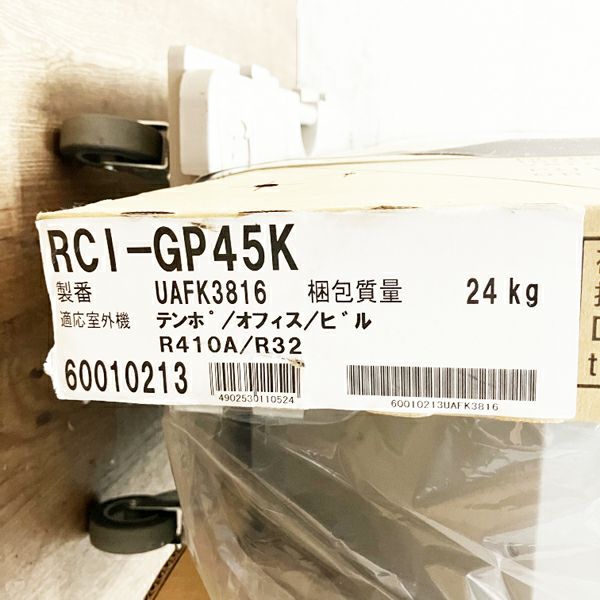 RCI-GP45K
製番 UAFK3816 梱包質量 24kg
適応室外機 テンポ/オフィス/ビル
R410A/R32
60010213
4902530110524
60010213UAFK3816